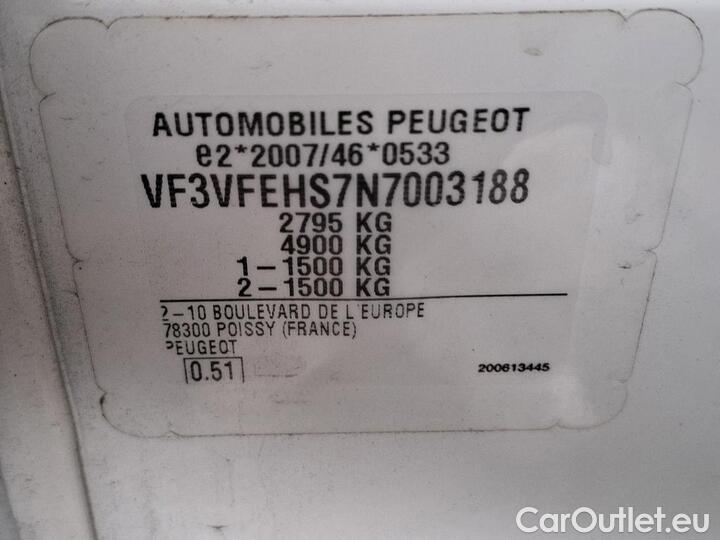 AUTOMOBILES PEUGEOT
e2*2007/46*0533
VF3VFEHS7N7003188
2795 KG
4900 KG
1-1500 KG
2-1500 KG
2-10 BOULEVARD DE L'EUROPE
78300 POISSY (FRANCE)
PEUGEOT
0.51
200613445
CarOutlet.eu